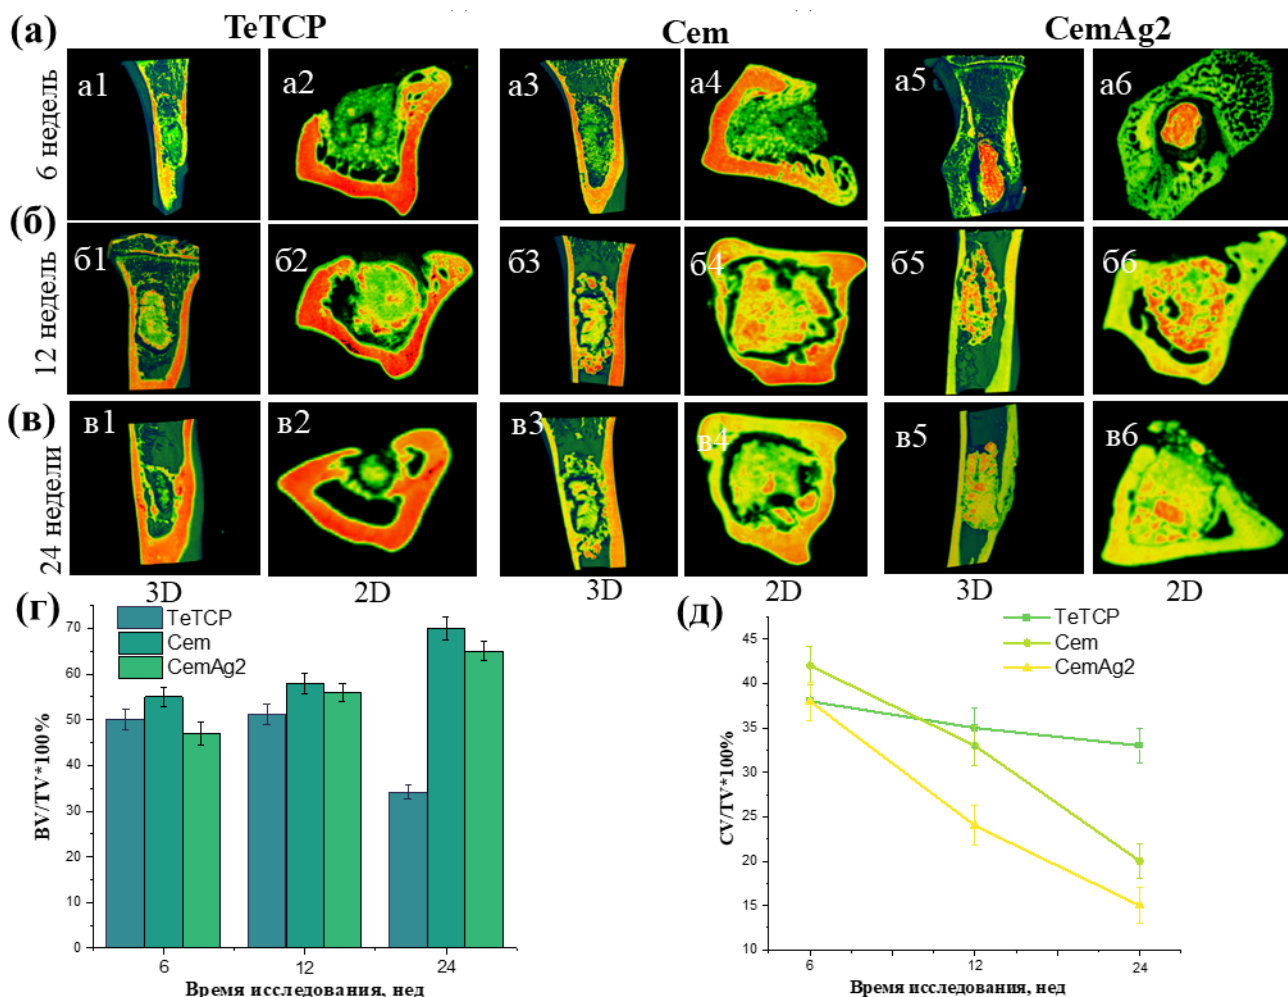 (а) TeTCP Cem CemAg2
6 недель
а1 а2 а3 а4 а5 а6
(б)
12 недель
б1 б2 б3 б4 б5 б6
(в)
24 недели
в1 в2 в3 в4 в5 в6
3D 2D 3D 2D 3D 2D
(г)
TeTCP
Cem
CemAg2
BV/TV*100%
70
60
50
40
30
20
10
0
6 12 24
Время исследования, нед
(д)
TeTCP
Cem
CemAg2
CV/TV*100%
45
40
35
30
25
20
15
10
6 12 24
Время исследования, нед